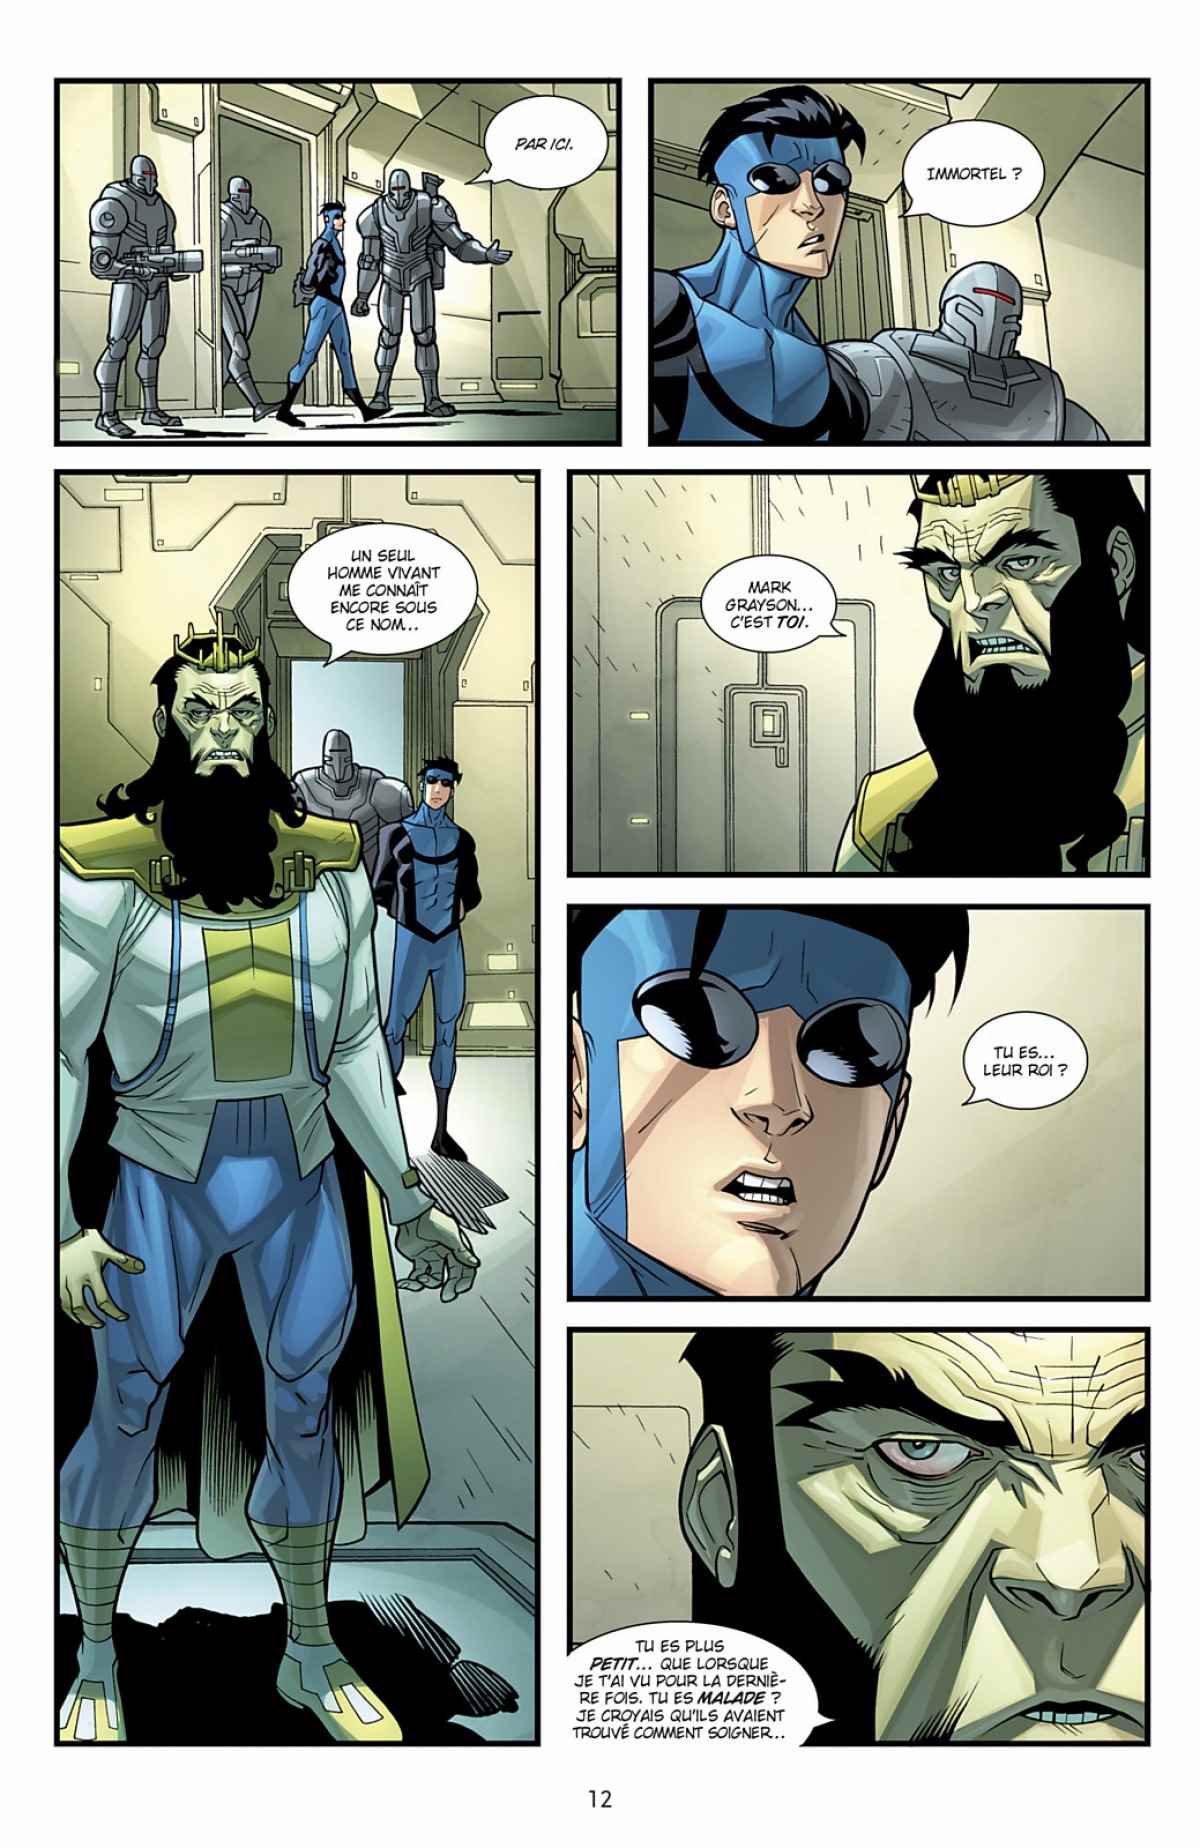 PAR ICI.
IMMORTEL ?
UN SEUL
HOMME VIVANT
ME CONNAÎT
ENCORE SOUS
CE NOM...
MARK
GRAYSON...
C'EST TOI.
TU ES...
LEUR ROI ?
TU ES PLUS
PETIT... QUE LORSQUE
JE T'AI VU POUR LA DERNIÈ-
RE FOIS. TU ES MALADE ?
JE CROYAIS QU'ILS AVAIENT
TROUVÉ COMMENT SOIGNER...
12